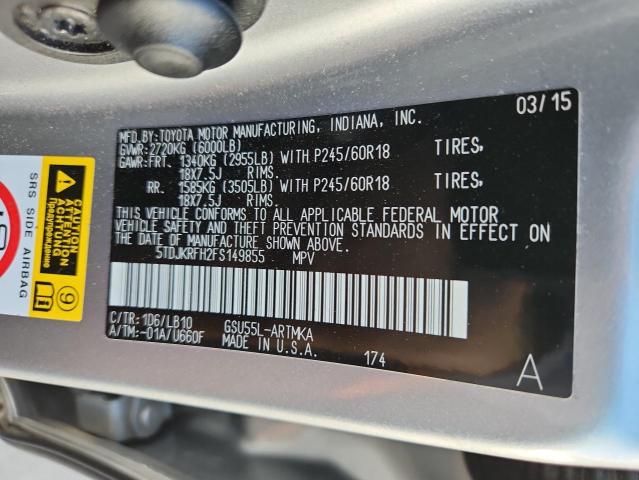 03/15
MFD.BY:TOYOTA MOTOR MANUFACTURING, INDIANA, INC.
GVWR:2720KG (6000LB)
GAWR:FRT. 1340KG (2955LB) WITH P245/60R18 TIRES,
18X7.5J RIMS.
RR. 1585KG (3505LB) WITH P245/60R18 TIRES,
18X7.5J RIMS.
THIS VEHICLE CONFORMS TO ALL APPLICABLE FEDERAL MOTOR
VEHICLE SAFETY AND THEFT PREVENTION STANDARDS IN EFFECT ON
THE DATE OF MANUFACTURE SHOWN ABOVE.
5TDJKRFH2FS149855 MPV
C/TR:1D6/LB10 GSU55L-ARTMKA
A/TM:-01A/U660F MADE IN U.S.A.
174
A
SRS SIDE AIRBAG
ATTENTION
ACHTUNG
Предупреждение
9